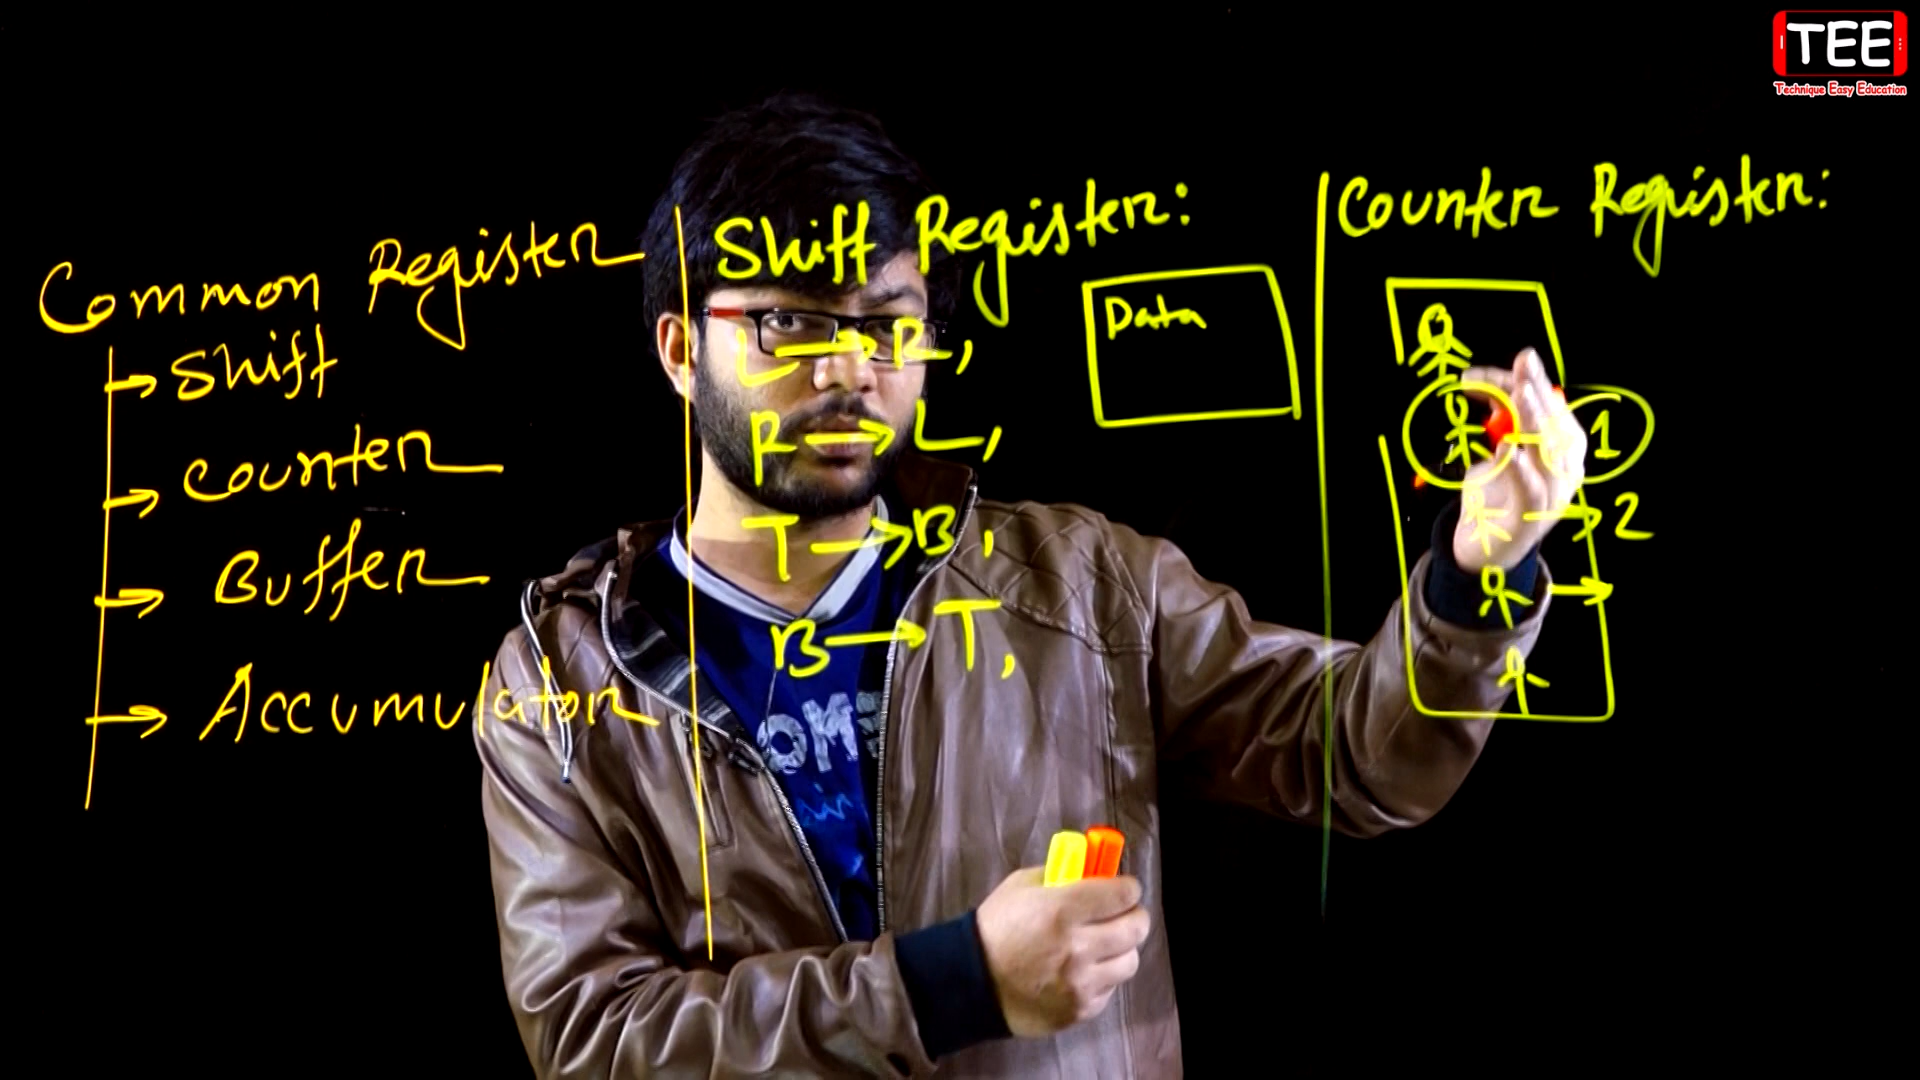 TEE
Technique Easy Education
Common Register
→ Shift
→ Counter
→ Buffer
→ Accumulator
Shift Register:
L → R,
R → L,
T → B,
B → T,
Data
Counter Register:
→ 1
→ 2
→